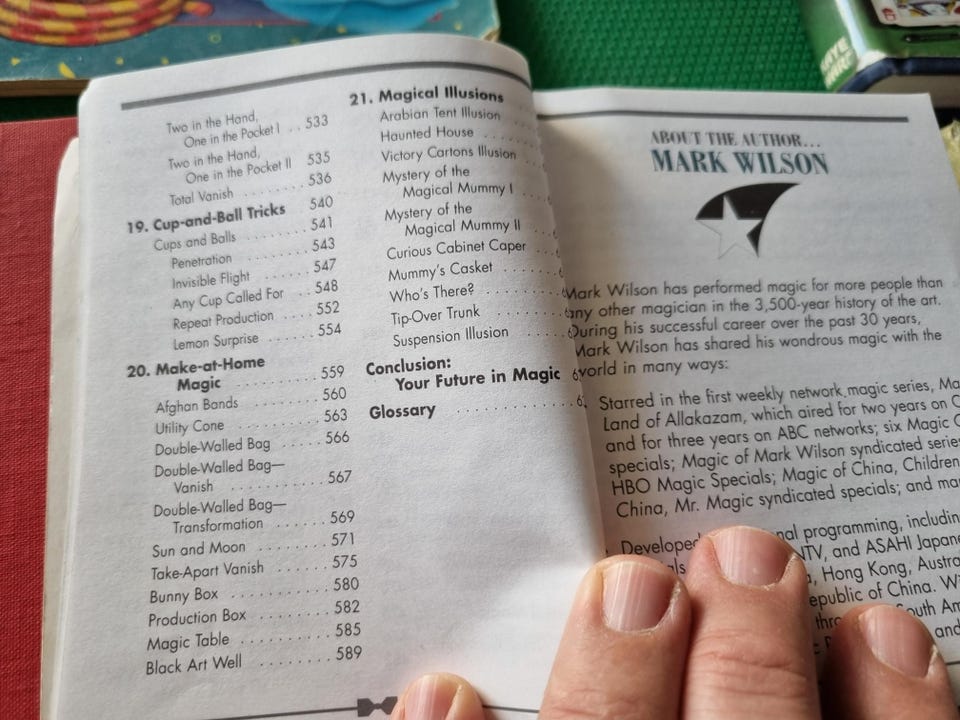 Two in the Hand,
One in the Pocket I . . 533
Two in the Hand,
One in the Pocket II 535
Total Vanish . . . . . . . . 536
19. Cup-and-Ball Tricks 540
Cups and Balls . . . . . . . . 541
Penetration . . . . . . . . 543
Invisible Flight . . . . . . 547
Any Cup Called For . . 548
Repeat Production . . . . 552
Lemon Surprise . . . . . . 554
20. Make-at-Home
Magic . . . . . . . . . . . 559
Afghan Bands . . . . . . . . 560
Utility Cone . . . . . . . . . 563
Double-Walled Bag . . . . . 566
Double-Walled Bag—
Vanish . . . . . . . . . . . 567
Double-Walled Bag—
Transformation . . . . . . 569
Sun and Moon . . . . . . . . 571
Take-Apart Vanish . . . . . . 575
Bunny Box . . . . . . . . . . 580
Production Box . . . . . . . . 582
Magic Table . . . . . . . . . 585
Black Art Well . . . . . . . . 589
21. Magical Illusions
Arabian Tent Illusion
Haunted House . . . . .
Victory Cartons Illusion
Mystery of the
Magical Mummy I
Mystery of the
Magical Mummy II
Curious Cabinet Caper
Mummy's Casket . . . . . . .
Who's There? . . . . . . . . .
Tip-Over Trunk . . . . . . . .
Suspension Illusion . . . . .
Conclusion:
Your Future in Magic
Glossary . . . . . . . . . . . .
ABOUT THE AUTHOR...
MARK WILSON
Mark Wilson has performed magic for more people than
any other magician in the 3,500-year history of the art.
During his successful career over the past 30 years,
Mark Wilson has shared his wondrous magic with the
world in many ways:
Starred in the first weekly network magic series,
Land of Allakazam, which aired for two years on
and for three years on ABC networks; six Magic
specials; Magic of Mark Wilson syndicated
HBO Magic Specials; Magic of China,
China, Mr. Magic syndicated specials; and
Developed programming,
and ASAHI
Hong Kong,
of China.
and